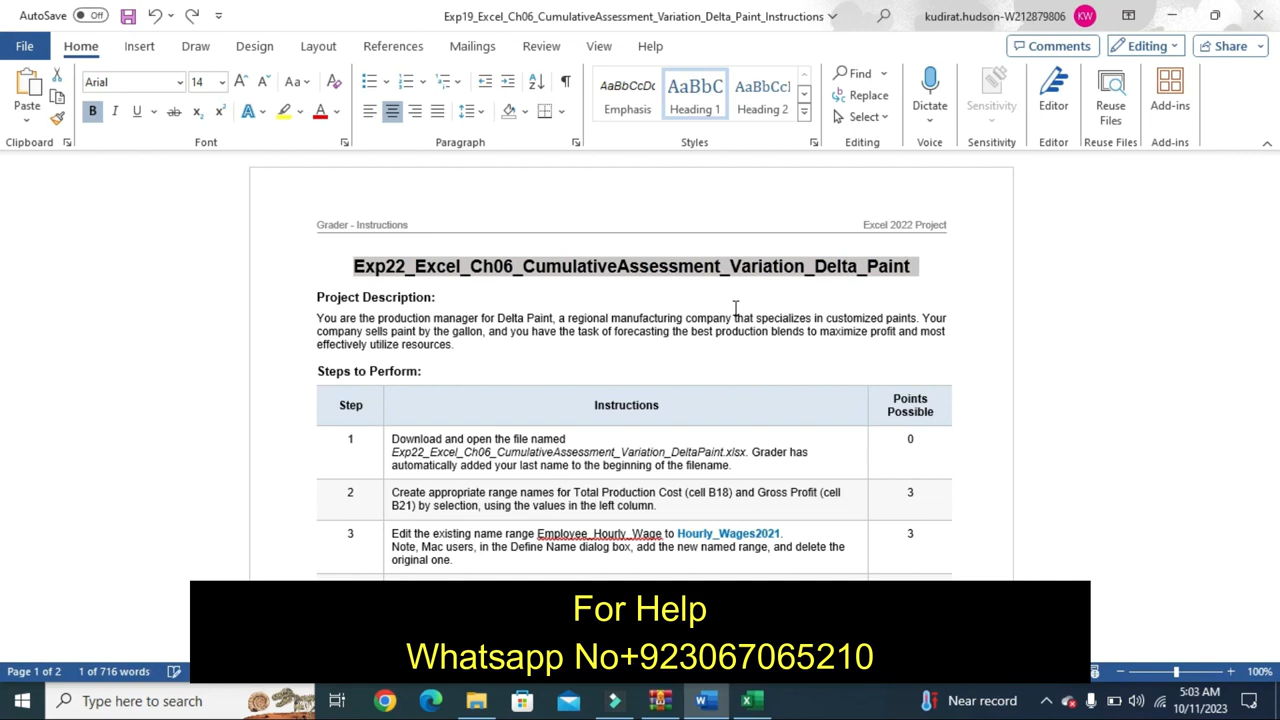 AutoSave Off Exp19_Excel_Ch06_CumulativeAssessment_Variation_Delta_Paint_Instructions kudirat.hudson-W212879806 KW
File Home Insert Draw Design Layout References Mailings Review View Help Comments Editing Share
Paste Arial 14 Aa AaBbCcDc AaBbC AaBbCcI Find Replace Select Dictate Sensitivity Editor Reuse Files Add-ins
Emphasis Heading 1 Heading 2
Clipboard Font Paragraph Styles Editing Voice Sensitivity Editor Reuse Files Add-ins
Grader - Instructions Excel 2022 Project
Exp22_Excel_Ch06_CumulativeAssessment_Variation_Delta_Paint
Project Description:
You are the production manager for Delta Paint, a regional manufacturing company that specializes in customized paints. Your
company sells paint by the gallon, and you have the task of forecasting the best production blends to maximize profit and most
effectively utilize resources.
Steps to Perform:
Step Instructions Points Possible
1 Download and open the file named 0
Exp22_Excel_Ch06_CumulativeAssessment_Variation_DeltaPaint.xlsx. Grader has
automatically added your last name to the beginning of the filename.
2 Create appropriate range names for Total Production Cost (cell B18) and Gross Profit (cell 3
B21) by selection, using the values in the left column.
3 Edit the existing name range Employee_Hourly_Wage to Hourly_Wages2021. 3
Note, Mac users, in the Define Name dialog box, add the new named range, and delete the
original one.
For Help
Whatsapp No+923067065210
Page 1 of 2 1 of 716 words 100%
Type here to search Near record 5:03 AM
10/11/2023